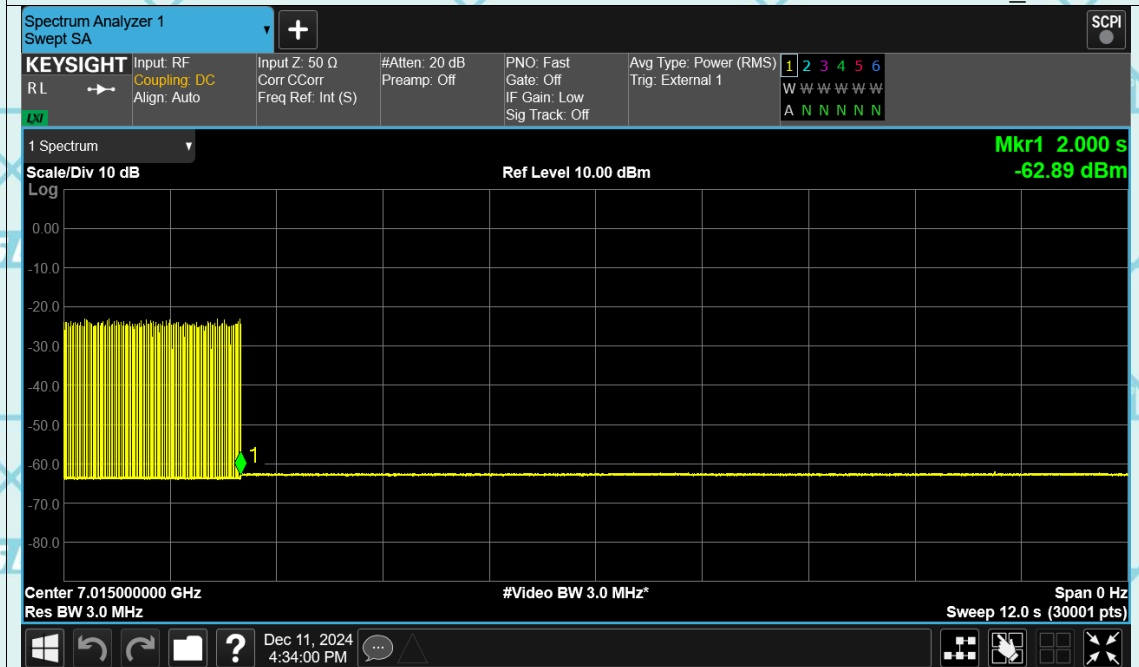 Spectrum Analyzer 1
Swept SA
+
SCPI
KEYSIGHT
RL
LXI
Input: RF
Coupling: DC
Align: Auto
Input Z: 50 Ω
Corr CCorr
Freq Ref: Int (S)
#Atten: 20 dB
Preamp: Off
PNO: Fast
Gate: Off
IF Gain: Low
Sig Track: Off
Avg Type: Power (RMS)
Trig: External 1
1 2 3 4 5 6
W W W W W W
A N N N N N
1 Spectrum
Mkr1 2.000 s
-62.89 dBm
Scale/Div 10 dB
Ref Level 10.00 dBm
Log
0.00
-10.0
-20.0
-30.0
-40.0
-50.0
-60.0
-70.0
-80.0
1
Center 7.015000000 GHz
#Video BW 3.0 MHz*
Span 0 Hz
Res BW 3.0 MHz
Sweep 12.0 s (30001 pts)
?
Dec 11, 2024
4:34:00 PM